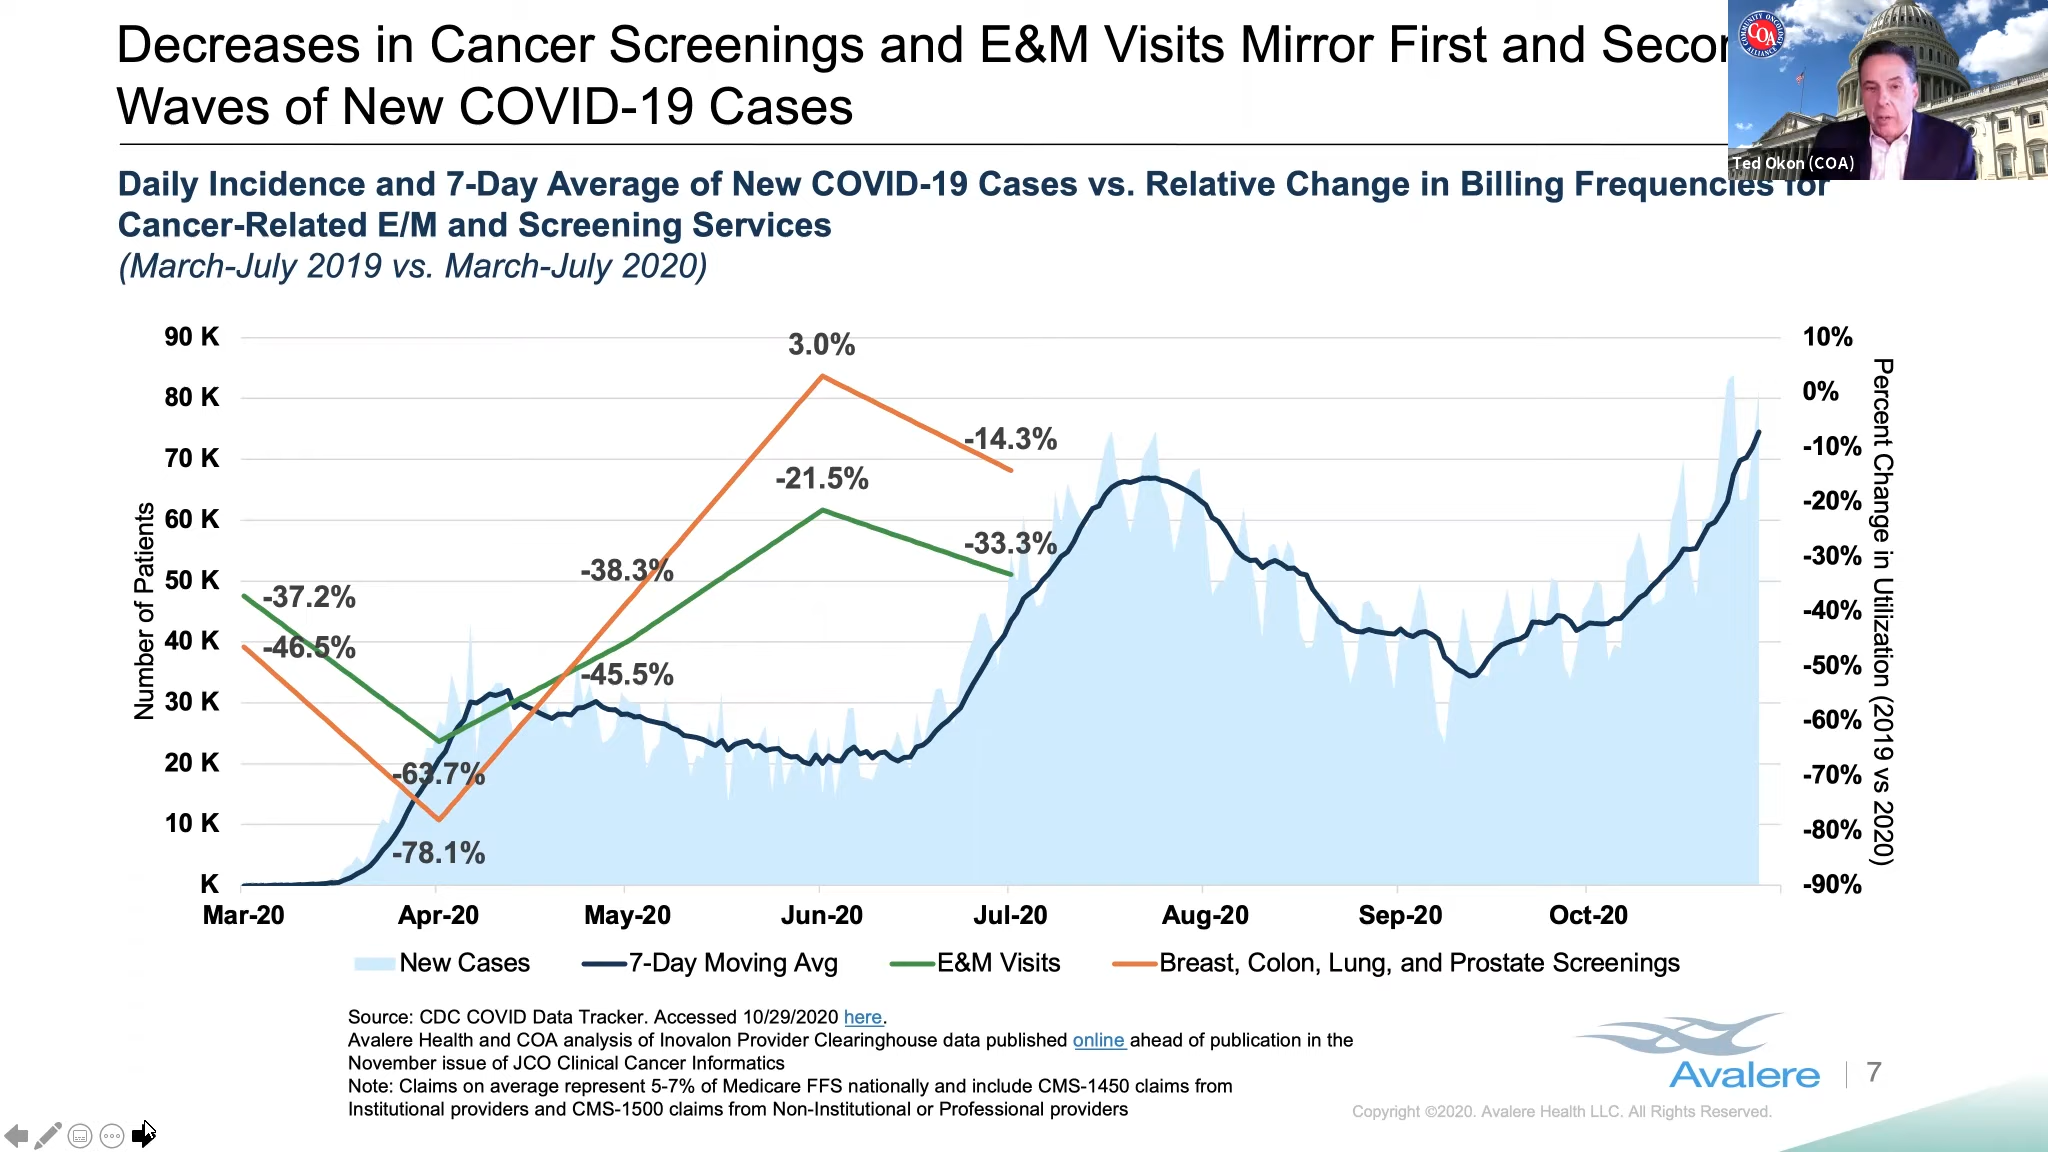 Decreases in Cancer Screenings and E&M Visits Mirror First and Secon
Waves of New COVID-19 Cases
COMMUNITY ONCOLOGY
COA
ALLIANCE
Ted Okon (COA)
Daily Incidence and 7-Day Average of New COVID-19 Cases vs. Relative Change in Billing Frequencies for
Cancer-Related E/M and Screening Services
(March-July 2019 vs. March-July 2020)
Number of Patients
90 K
80 K
70 K
60 K
50 K
40 K
30 K
20 K
10 K
K
3.0%
-14.3%
-21.5%
-33.3%
-38.3%
-37.2%
-46.5%
-45.5%
-63.7%
-78.1%
10%
0%
-10%
-20%
-30%
-40%
-50%
-60%
-70%
-80%
-90%
Percent Change in Utilization (2019 vs 2020)
Mar-20 Apr-20 May-20 Jun-20 Jul-20 Aug-20 Sep-20 Oct-20
New Cases 7-Day Moving Avg E&M Visits Breast, Colon, Lung, and Prostate Screenings
Source: CDC COVID Data Tracker. Accessed 10/29/2020 here.
Avalere Health and COA analysis of Inovalon Provider Clearinghouse data published online ahead of publication in the
November issue of JCO Clinical Cancer Informatics
Note: Claims on average represent 5-7% of Medicare FFS nationally and include CMS-1450 claims from
Institutional providers and CMS-1500 claims from Non-Institutional or Professional providers
Avalere
7
Copyright ©2020. Avalere Health LLC. All Rights Reserved.